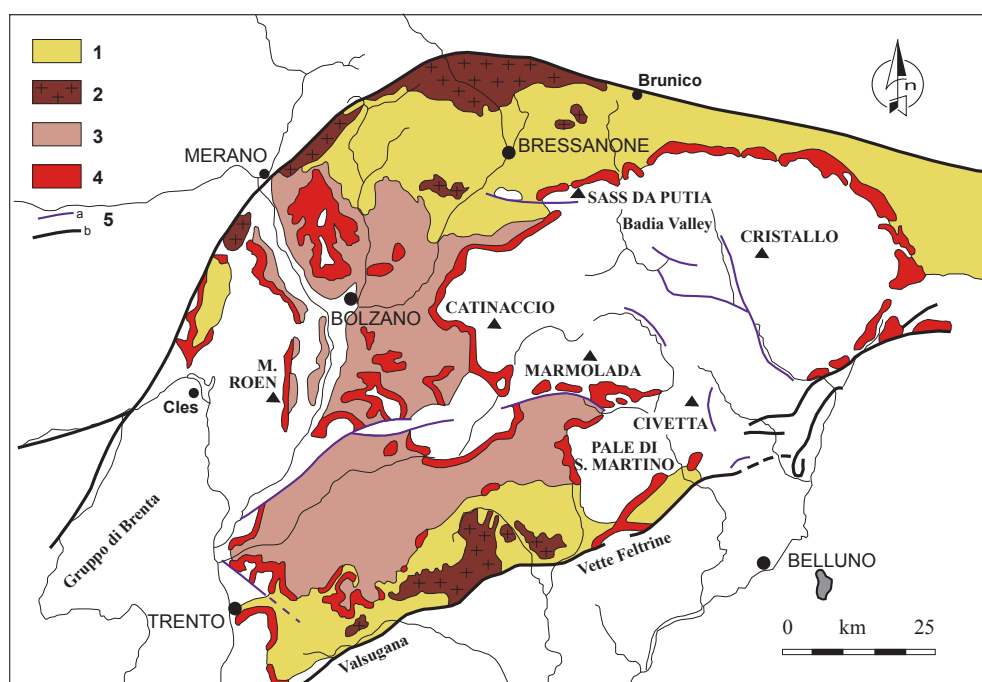 1
2
3
4
a
5
b
n
Brunico
MERANO
BRESSANONE
SASS DA PUTIA
Badia Valley
CRISTALLO
BOLZANO
CATINACCIO
M.
ROEN
MARMOLADA
Cles
CIVETTA
PALE DI
S. MARTINO
Gruppo di Brenta
Vette Feltrine
BELLUNO
TRENTO
Valsugana
0 km 25